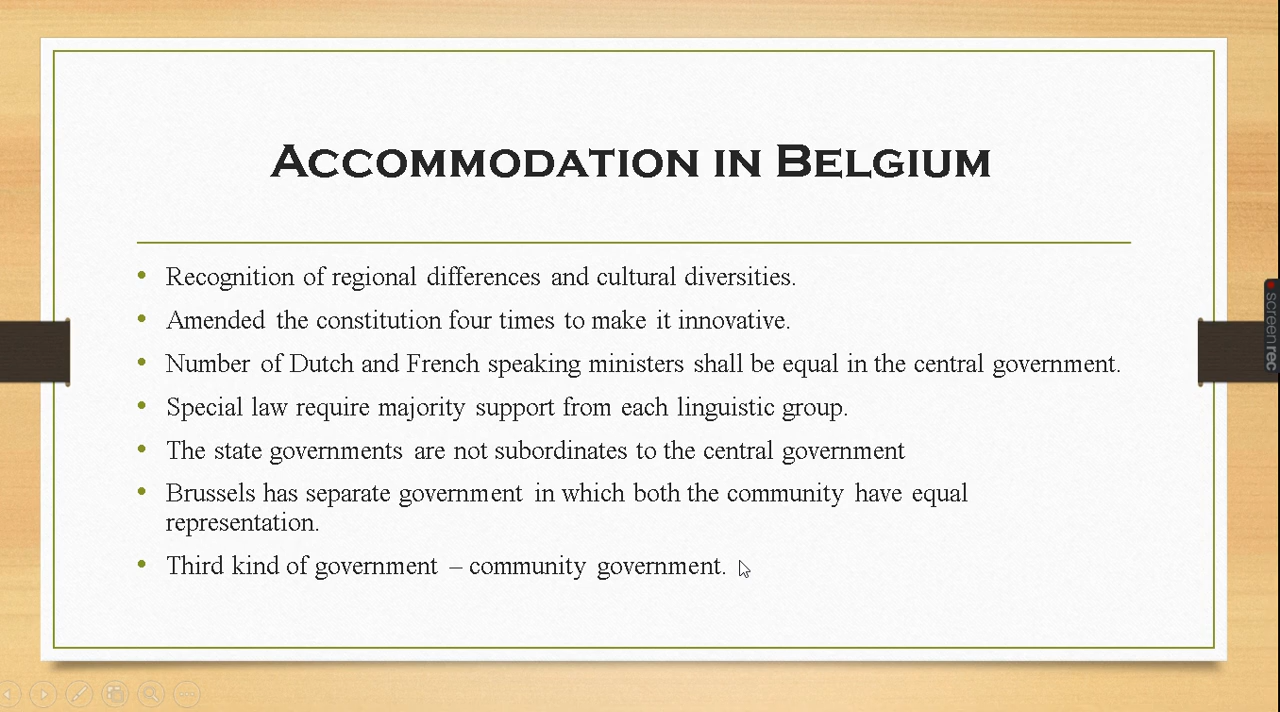 ACCOMMODATION IN BELGIUM
• Recognition of regional differences and cultural diversities.
• Amended the constitution four times to make it innovative.
• Number of Dutch and French speaking ministers shall be equal in the central government.
• Special law require majority support from each linguistic group.
• The state governments are not subordinates to the central government
• Brussels has separate government in which both the community have equal
representation.
• Third kind of government – community government.
screenrec